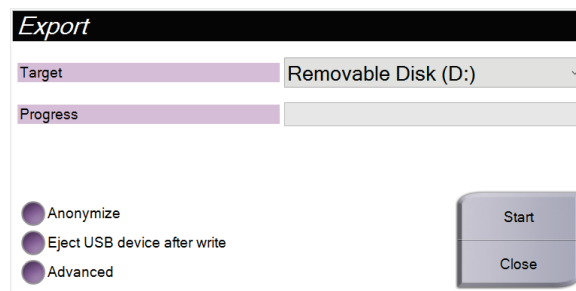 Export
Target
Removable Disk (D:)
Progress
Anonymize
Eject USB device after write
Advanced
Start
Close